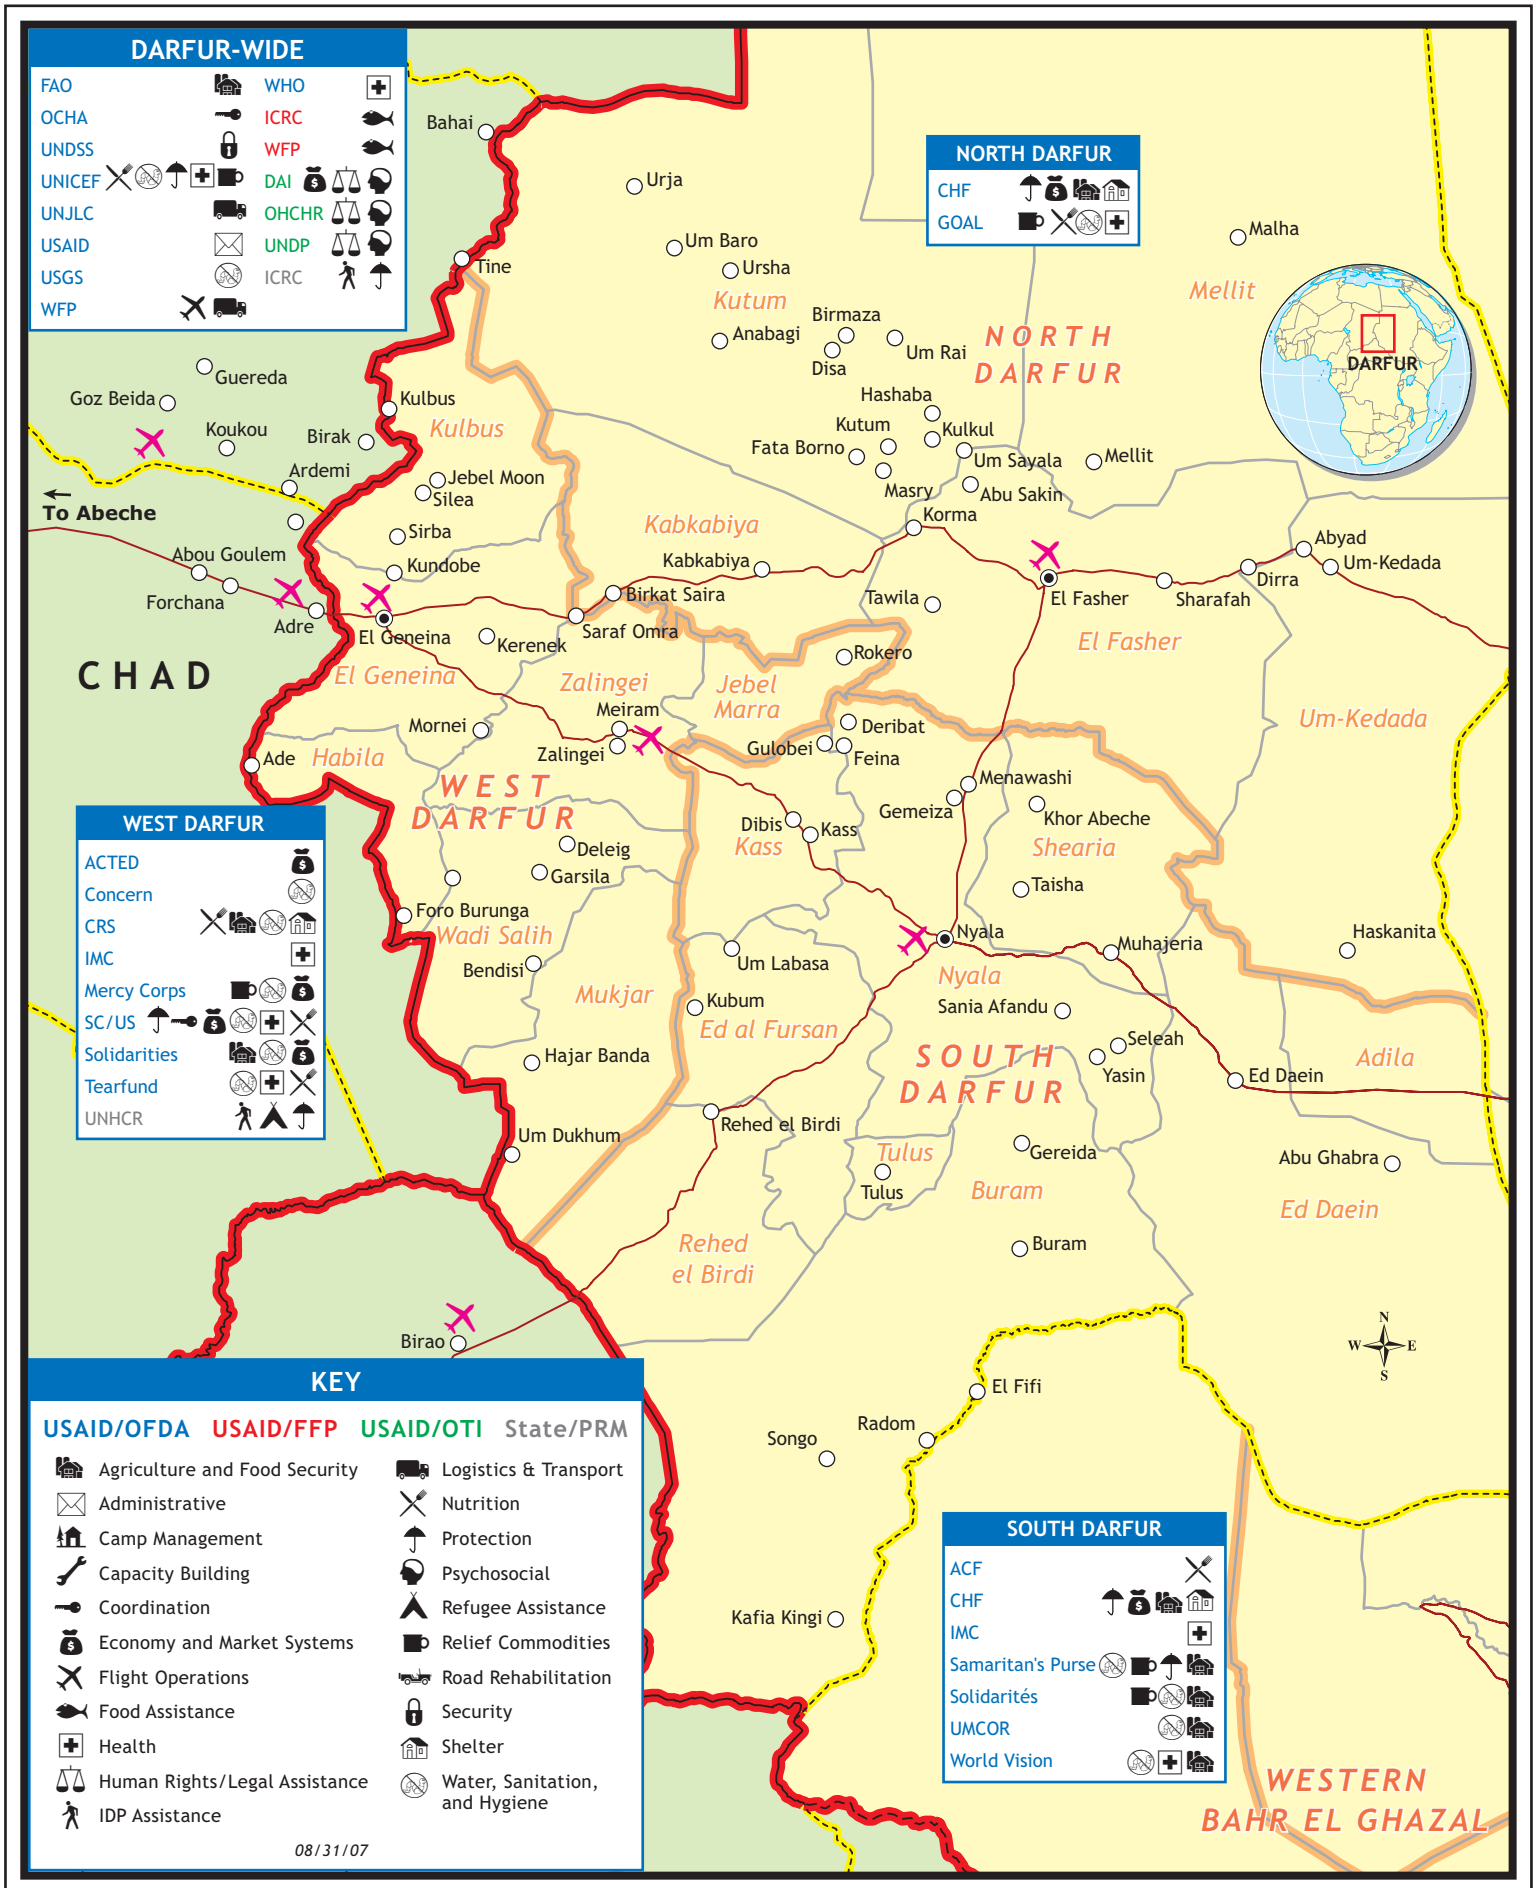 DARFUR-WIDE
FAO
OCHA
UNDSS
UNICEF
UNJLC
USAID
USGS
WFP
WHO
ICRC
WFP
DAI
OHCHR
UNDP
ICRC
Bahai
Tine
Urja
Um Baro
Ursha
Kutum
Anabagi
Birmaza
Disa
Um Rai
NORTH DARFUR
CHF
GOAL
Malha
Mellit
NORTH
DARFUR
DARFUR
Guereda
Goz Beida
Koukou
Birak
Ardemi
To Abeche
Abou Goulem
Forchana
Adre
CHAD
Kulbus
Kulbus
Jebel Moon
Silea
Sirba
Kundobe
Hashaba
Kutum
Kulkul
Fata Borno
Um Sayala
Mellit
Masry
Abu Sakin
Korma
Kabkabiya
Kabkabiya
Birkat Saira
Tawila
El Fasher
Sharafah
Dirra
Abyad
Um-Kedada
El Fasher
El Geneina
Kerenek
Saraf Omra
El Geneina
Zalingei
Jebel
Marra
Rokero
Um-Kedada
Meiram
Mornei
Zalingei
Deribat
Gulobei
Feina
Ade
Habila
WEST
DARFUR
Menawashi
Gemeiza
Khor Abeche
Shearia
Dibis
Kass
Kass
Taisha
Deleig
Garsila
Foro Burunga
Wadi Salih
Bendisi
Mukjar
Um Labasa
Nyala
Nyala
Muhajeria
Haskanita
Kubum
Ed al Fursan
Sania Afandu
Seleah
Yasin
SOUTH
DARFUR
Ed Daein
Adila
Hajar Banda
Um Dukhum
Rehed el Birdi
Tulus
Tulus
Gereida
Buram
Abu Ghabra
Ed Daein
Rehed
el Birdi
Buram
WEST DARFUR
ACTED
Concern
CRS
IMC
Mercy Corps
SC/US
Solidarities
Tearfund
UNHCR
Birao
N
W
E
S
El Fifi
Radom
Songo
Kafia Kingi
KEY
USAID/OFDA USAID/FFP USAID/OTI State/PRM
Agriculture and Food Security
Administrative
Camp Management
Capacity Building
Coordination
Economy and Market Systems
Flight Operations
Food Assistance
Health
Human Rights/Legal Assistance
IDP Assistance
Logistics & Transport
Nutrition
Protection
Psychosocial
Refugee Assistance
Relief Commodities
Road Rehabilitation
Security
Shelter
Water, Sanitation,
and Hygiene
08/31/07
SOUTH DARFUR
ACF
CHF
IMC
Samaritan's Purse
Solidarités
UMCOR
World Vision
WESTERN
BAHR EL GHAZAL